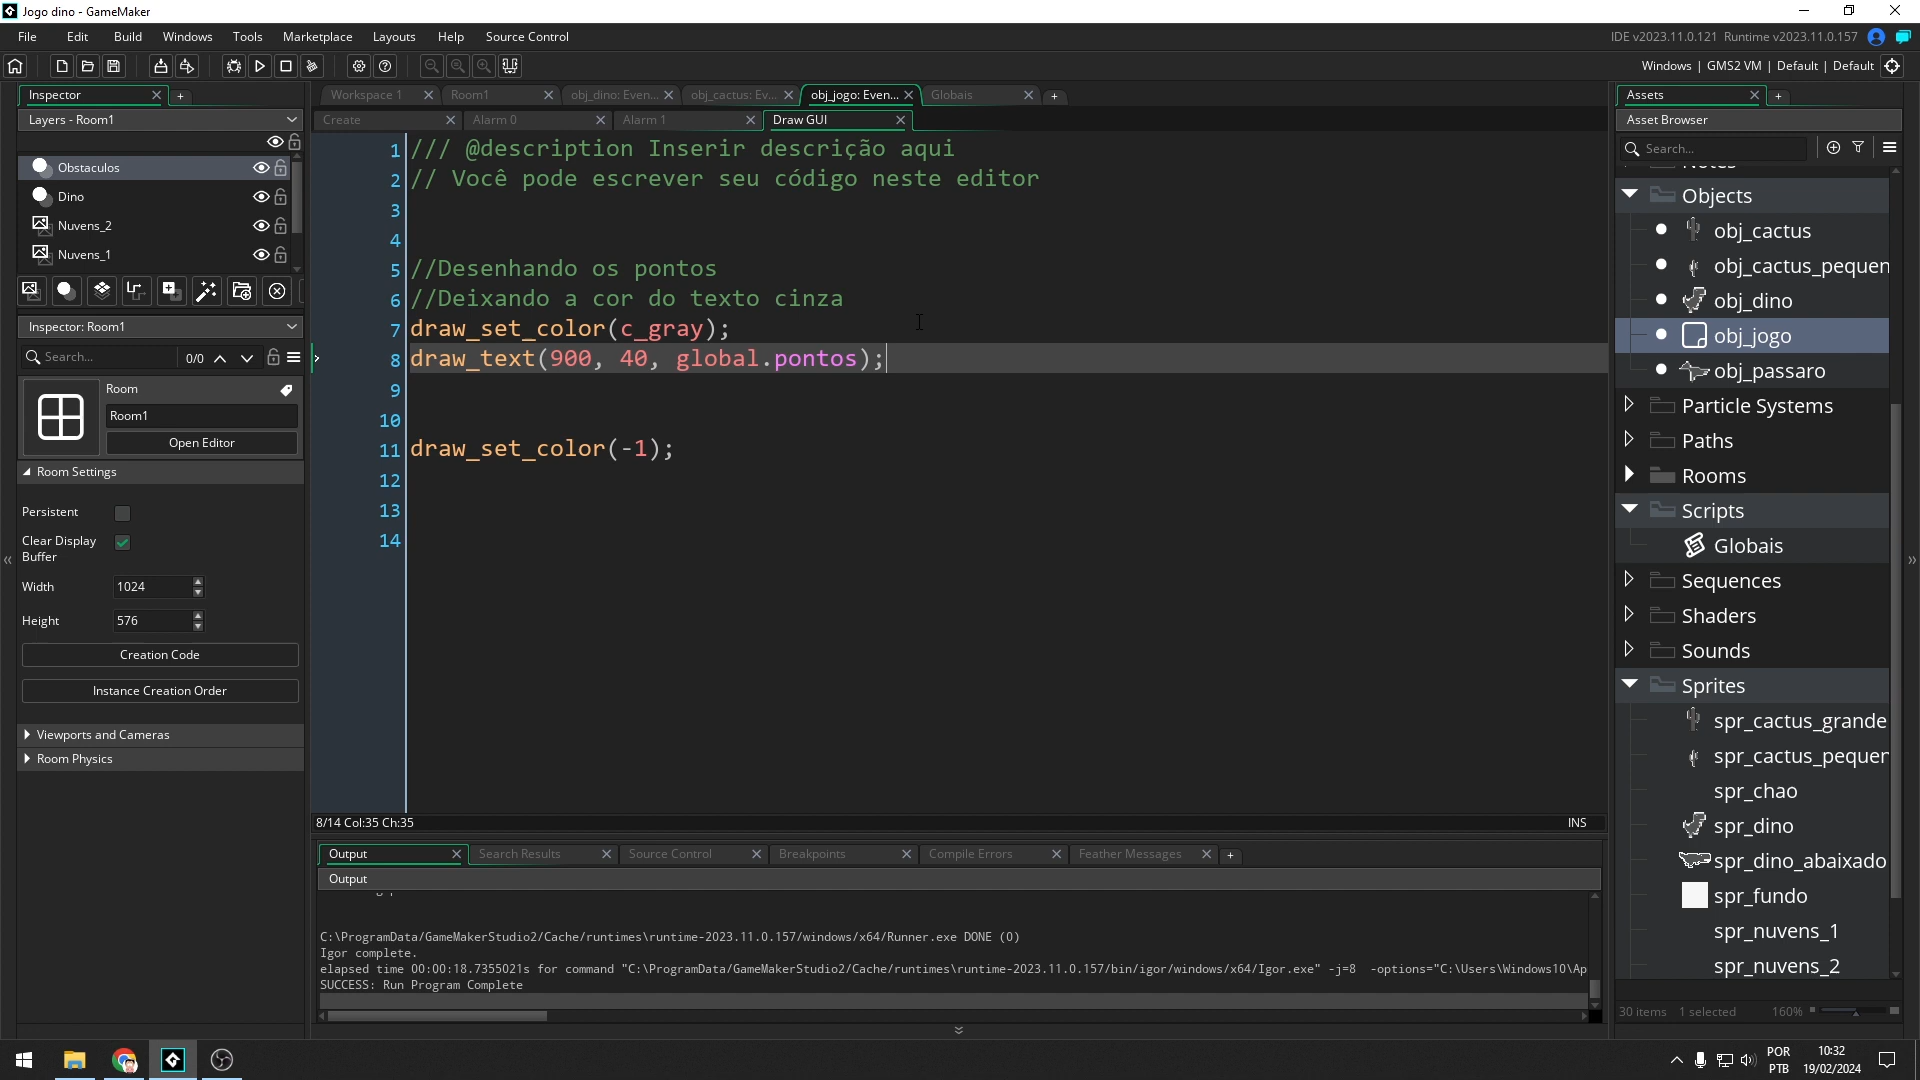 Jogo dino - GameMaker
File Edit Build Windows Tools Marketplace Layouts Help Source Control
IDE v2023.11.0.121 Runtime v2023.11.0.157
Windows | GMS2 VM | Default | Default
Inspector
Layers - Room1
Obstaculos
Dino
Nuvens_2
Nuvens_1
Inspector: Room1
Search... 0/0
Room
Room1
Open Editor
Room Settings
Persistent
Clear Display
Buffer
Width 1024
Height 576
Creation Code
Instance Creation Order
Viewports and Cameras
Room Physics
Workspace 1 Room1 obj_dino: Even... obj_cactus: Ev... obj_jogo: Even... Globais
Create Alarm 0 Alarm 1 Draw GUI
1 /// @description Inserir descrição aqui
2 // Você pode escrever seu código neste editor
3
4
5 //Desenhando os pontos
6 //Deixando a cor do texto cinza
7 draw_set_color(c_gray);
8 draw_text(900, 40, global.pontos);
9
10
11 draw_set_color(-1);
12
13
14
8/14 Col:35 Ch:35 INS
Output Search Results Source Control Breakpoints Compile Errors Feather Messages
Output
C:\ProgramData/GameMakerStudio2/Cache/runtimes\runtime-2023.11.0.157/windows/x64/Runner.exe DONE (0)
Igor complete.
elapsed time 00:00:18.7355021s for command "C:\ProgramData/GameMakerStudio2/Cache/runtimes\runtime-2023.11.0.157/bin/igor/windows/x64/Igor.exe" -j=8 -options="C:\Users\Windows10\Ap
SUCCESS: Run Program Complete
Assets
Asset Browser
Search...
Notes
Objects
obj_cactus
obj_cactus_pequen
obj_dino
obj_jogo
obj_passaro
Particle Systems
Paths
Rooms
Scripts
Globais
Sequences
Shaders
Sounds
Sprites
spr_cactus_grande
spr_cactus_pequer
spr_chao
spr_dino
spr_dino_abaixado
spr_fundo
spr_nuvens_1
spr_nuvens_2
30 items 1 selected 160%
POR
PTB
10:32
19/02/2024